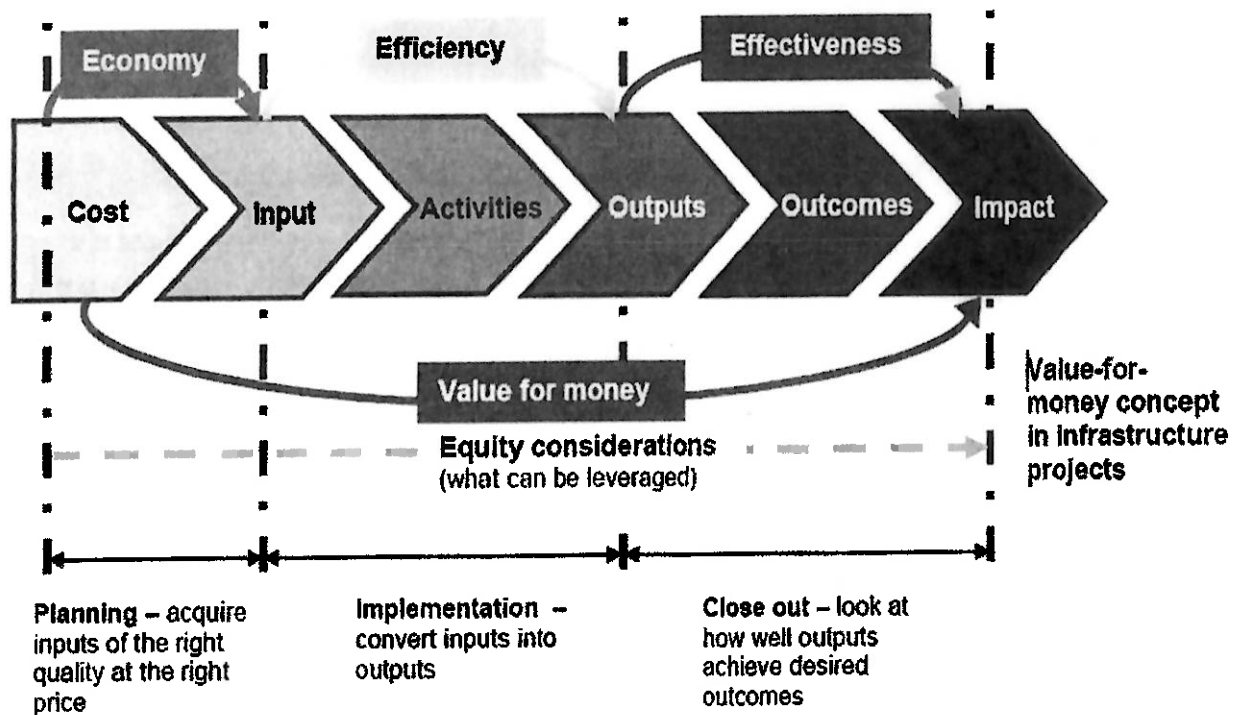 Economy
Efficiency
Effectiveness
Cost
Input
Activities
Outputs
Outcomes
Impact
Value for money
Equity considerations
(what can be leveraged)
Value-for-
money concept
in infrastructure
projects
Planning – acquire
inputs of the right
quality at the right
price
Implementation –
convert inputs into
outputs
Close out – look at
how well outputs
achieve desired
outcomes